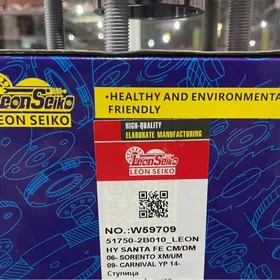 LeonSeiko
LEON SEIKO
•HEALTHY AND ENVIRONMENTA
FRIENDLY
HIGH-QUALITY
ELABORATE MANUFACTURING
LeonSeiko
LEON SEIKO
NO.:W59709
51750-2B010_LEON
HY SANTA FE CM/DM
06- SORENTO XM/UM
09- CARNIVAL YP 14-
Ступица